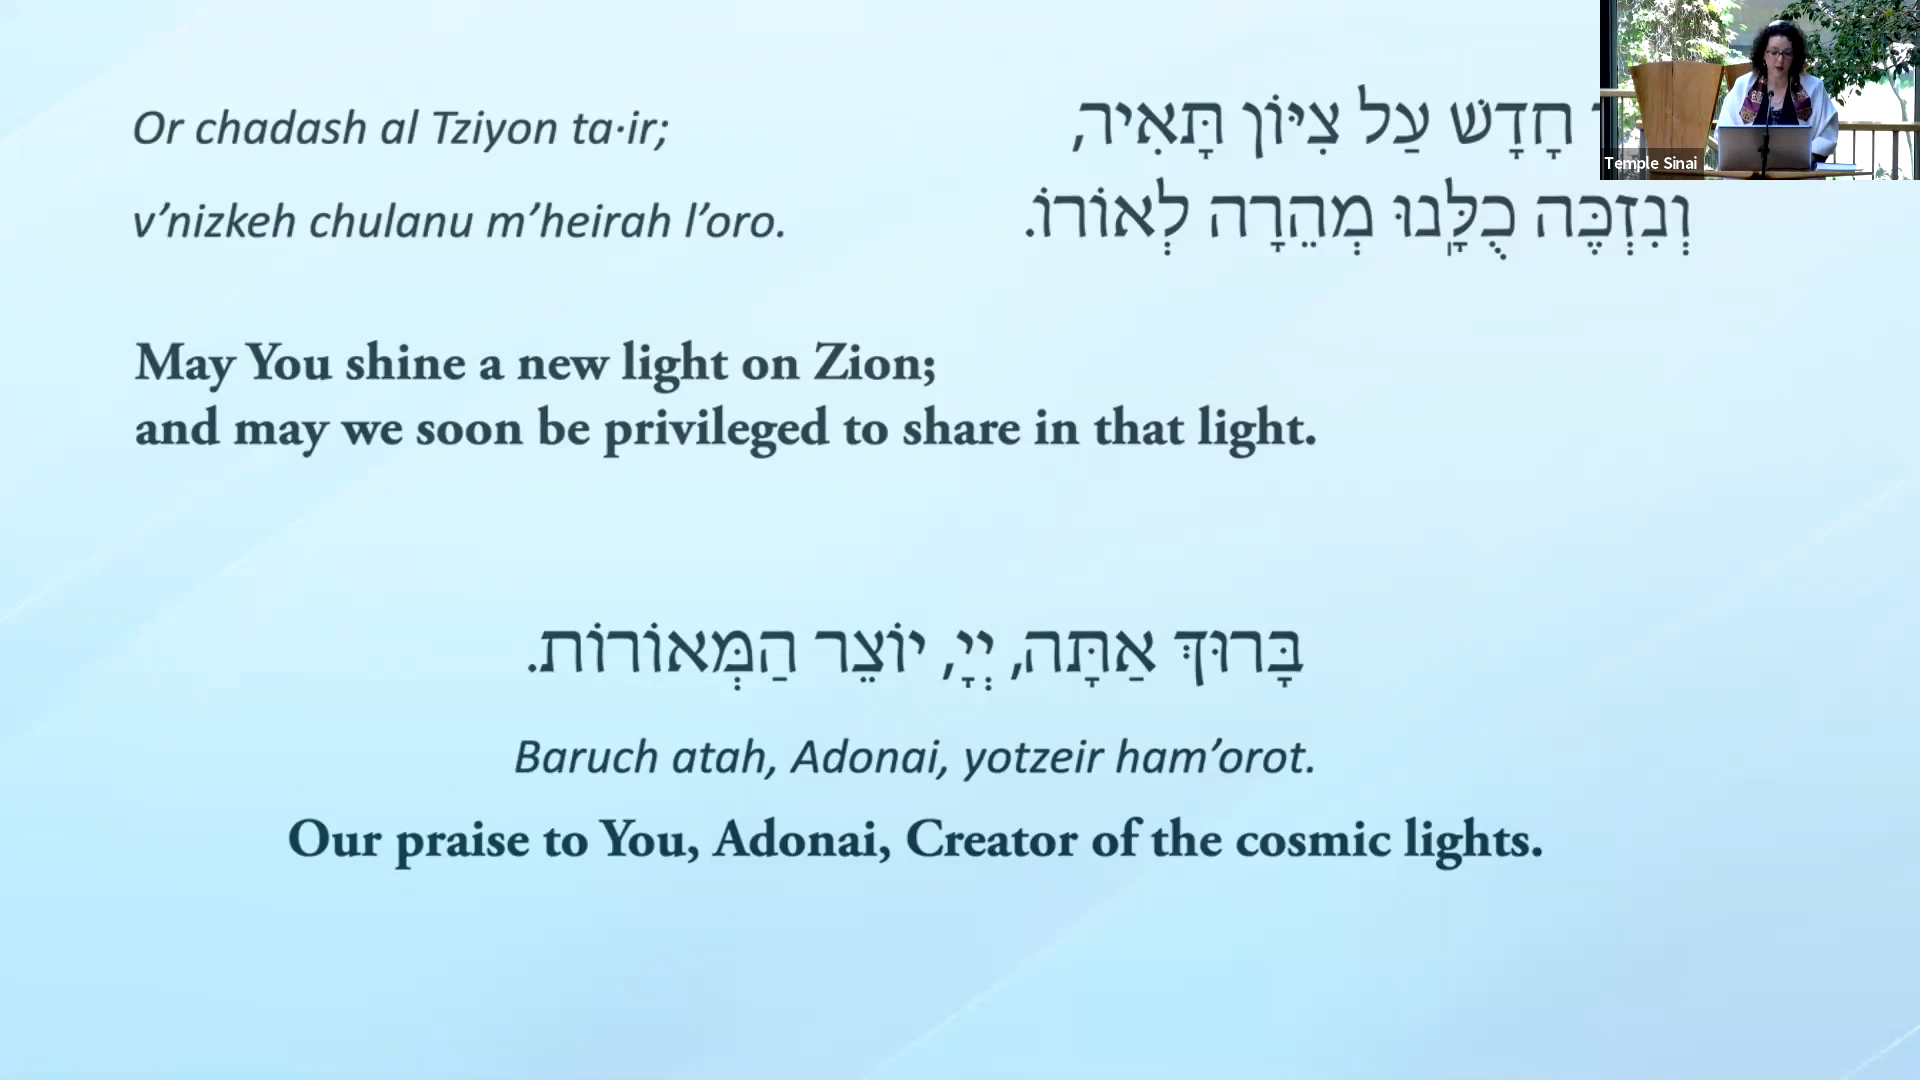 Or chadash al Tziyon ta·ir;
חָדָשׁ עַל צִיּוֹן תָּאִיר,
v’nizkeh chulanu m’heirah l’oro.
וְנִזְכֶּה כֻלָּֽנוּ מְהֵרָה לְאוֹרוֹ.
May You shine a new light on Zion;
and may we soon be privileged to share in that light.
בָּרוּךְ אַתָּה, יְיָ, יוֹצֵר הַמְּאוֹרוֹת.
Baruch atah, Adonai, yotzeir ham’orot.
Our praise to You, Adonai, Creator of the cosmic lights.
Temple Sinai